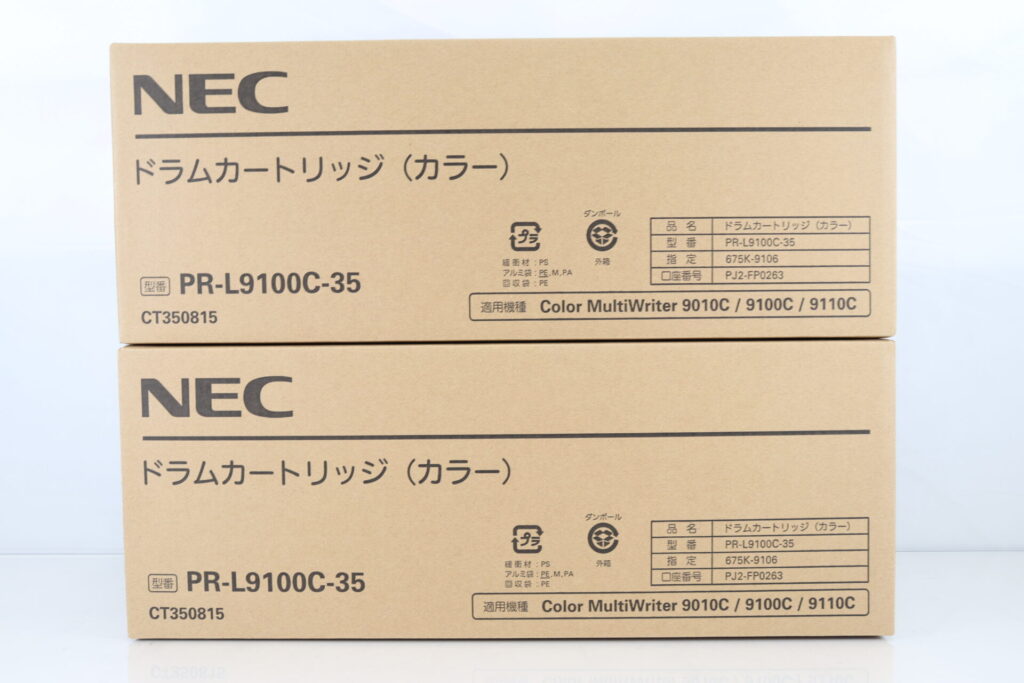 NEC
ドラムカートリッジ（カラー）
ダンボール
プラ
外箱
緩衝材：PS
アルミ袋：PE,M,PA
回収袋：PE
品名 ドラムカートリッジ（カラー）
型番 PR-L9100C-35
指定 675K-9106
口座番号 PJ2-FP0263
型番 PR-L9100C-35
CT350815
適用機種 Color MultiWriter 9010C / 9100C / 9110C
NEC
ドラムカートリッジ（カラー）
ダンボール
プラ
外箱
緩衝材：PS
アルミ袋：PE,M,PA
回収袋：PE
品名 ドラムカートリッジ（カラー）
型番 PR-L9100C-35
指定 675K-9106
口座番号 PJ2-FP0263
型番 PR-L9100C-35
CT350815
適用機種 Color MultiWriter 9010C / 9100C / 9110C